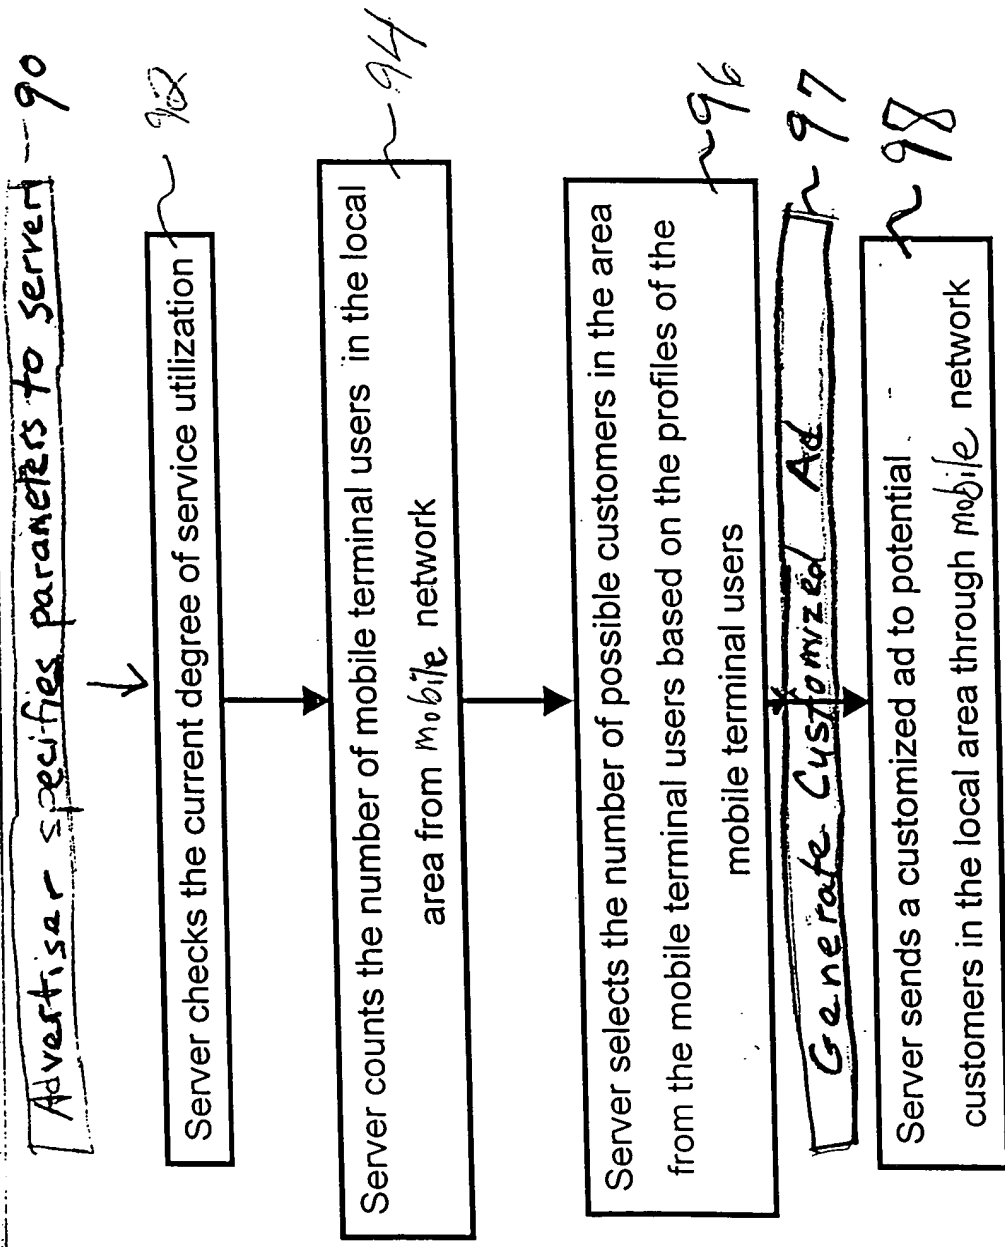 Advertiser specifies parameters to server 90
Server checks the current degree of service utilization 92
Server counts the number of mobile terminal users in the local 94
area from mobile network
Server selects the number of possible customers in the area
from the mobile terminal users based on the profiles of the 96
mobile terminal users
Generate Customized Ad 97
Server sends a customized ad to potential 98
customers in the local area through mobile network